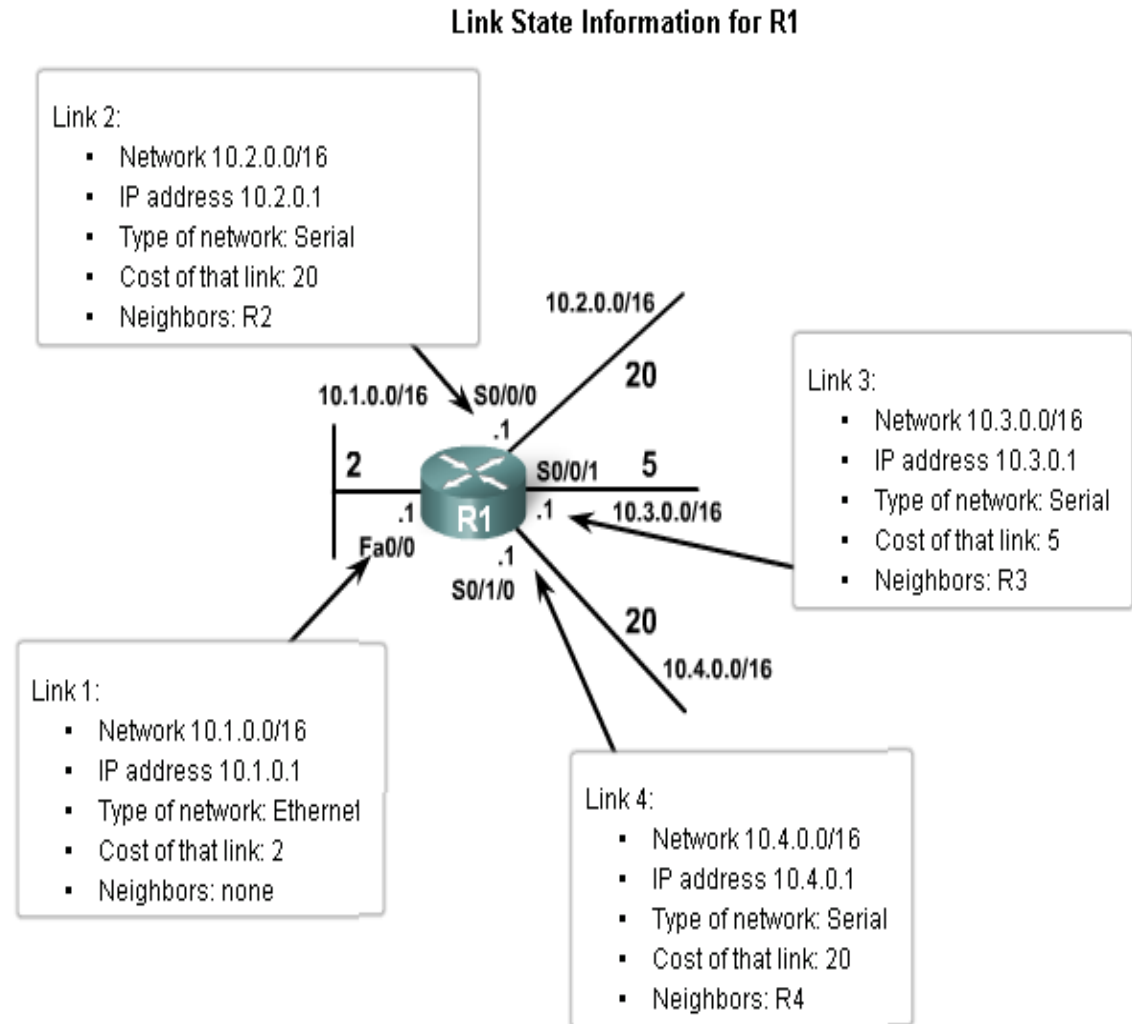 Link State Information for R1
Link 2:
▪ Network 10.2.0.0/16
▪ IP address 10.2.0.1
▪ Type of network: Serial
▪ Cost of that link: 20
▪ Neighbors: R2
10.2.0.0/16
20
10.1.0.0/16
S0/0/0
.1
2
.1
Fa0/0
R1
S0/0/1
5
.1
10.3.0.0/16
.1
S0/1/0
20
10.4.0.0/16
Link 3:
▪ Network 10.3.0.0/16
▪ IP address 10.3.0.1
▪ Type of network: Serial
▪ Cost of that link: 5
▪ Neighbors: R3
Link 1:
▪ Network 10.1.0.0/16
▪ IP address 10.1.0.1
▪ Type of network: Ethernet
▪ Cost of that link: 2
▪ Neighbors: none
Link 4:
▪ Network 10.4.0.0/16
▪ IP address 10.4.0.1
▪ Type of network: Serial
▪ Cost of that link: 20
▪ Neighbors: R4